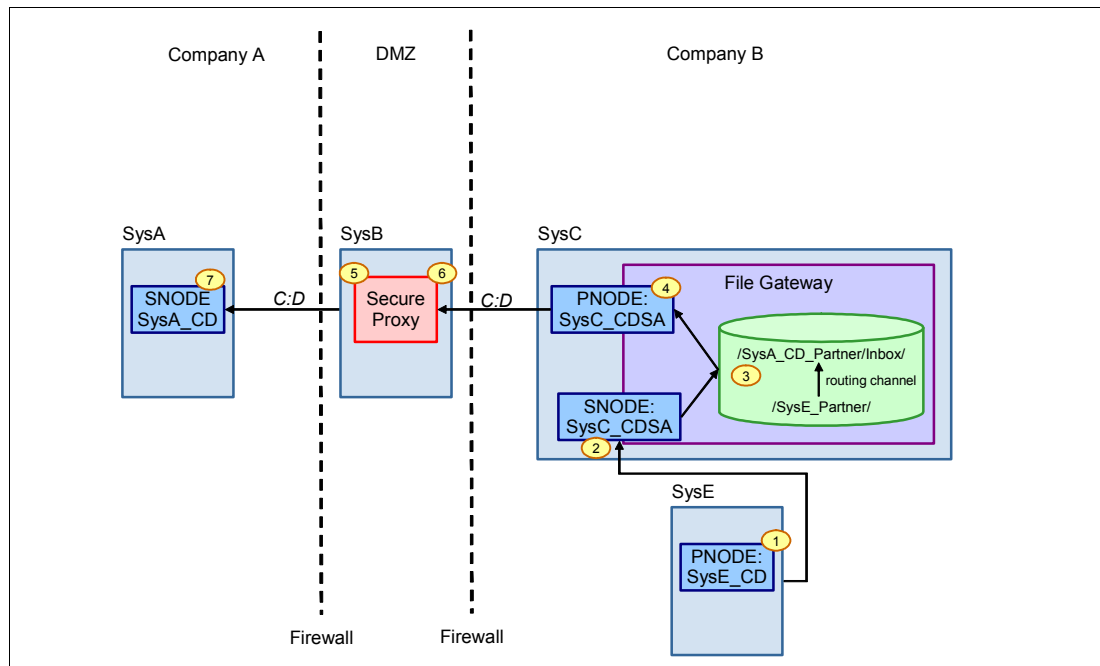 Company A
DMZ
Company B
SysA
SysB
SysC
7
SNODE
SysA_CD
C:D
5
6
Secure
Proxy
C:D
4
PNODE:
SysC_CDSA
File Gateway
/SysA_CD_Partner/Inbox/
3
routing channel
/SysE_Partner/
SNODE:
SysC_CDSA
2
SysE
1
PNODE:
SysE_CD
Firewall
Firewall